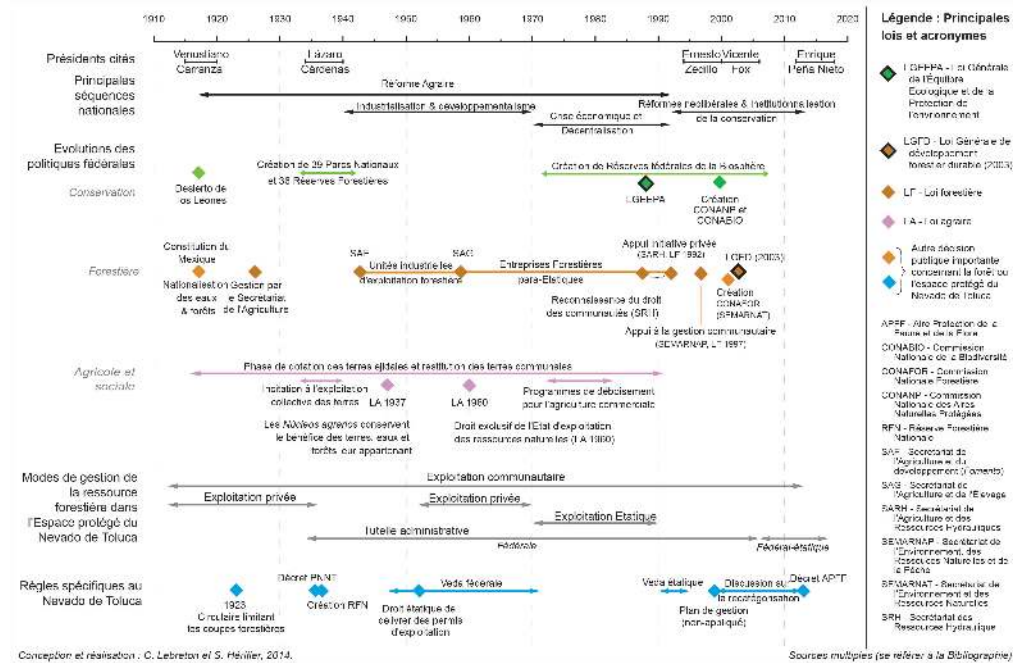 1910 1920 1930 1940 1950 1960 1970 1980 1990 2000 2010 2020
Présidents cités
Venustiano
Carranza
Lázaro
Cárdenas
Ernesto
Zedillo
Vicente
Fox
Enrique
Peña Nieto
Principales
séquences
nationales
Réforme Agraire
Industrialisation & développementalisme
Crise économique et
Décentralisation
Réformes néolibérales & Institutionnalisation
de la conservation
Evolutions des
politiques fédérales
Conservation
Desierto de
los Leones
Création de 39 Parcs Nationaux
et 36 Réserves Forestières
Création de Réserves fédérales de la Biosphère
LGEEPA
Création
CONANP et
CONABIO
Forestière
Constitution du
Mexique
Nationalisation
des eaux
& forêts
Gestion par
le Secrétariat
de l'Agriculture
SAF
Unités industrielles
d'exploitation forestière
SAG
Entreprises Forestières
para-Etatiques
Appui initiative privée
(SARH, LF 1992)
LGFD (2003)
Reconnaissance du droit
des communautés (SRH)
Création
CONAFOR
(SEMARNAT)
Appui à la gestion communautaire
(SEMARNAP, LF 1997)
Agricole et
sociale
Phase de dotation des terres ejidales et restitution des terres communales
Incitation à l'exploitation
collective des terres
LA 1937
LA 1960
Programmes de déboisement
pour l'agriculture commerciale
Les Núcleos agrarios conservent
le bénéfice des terres, eaux et
forêts leur appartenant
Droit exclusif de l'Etat d'exploitation
des ressources naturelles (LA 1960)
Modes de gestion de
la ressource
forestière dans
l'Espace protégé du
Nevado de Toluca
Exploitation communautaire
Exploitation privée
Exploitation privée
Exploitation Etatique
Tutelle administrative
Fédérale
Fédéral-étatique
Règles spécifiques au
Nevado de Toluca
1923
Circulaire limitant
les coupes forestières
Décret PNNT
Création RFN
Veda fédérale
Droit étatique de
délivrer des permis
d'exploitation
Veda étatique
Plan de gestion
(non-appliqué)
Discussion sur
la recatégorisation
Décret APFF
Légende : Principales
lois et acronymes
LGEEPA - Loi Générale
de l'Équilibre
Ecologique et de la
Protection de
l'environnement
LGFD - Loi Générale de
développement
forestier durable (2003)
LF - Loi forestière
LA - Loi agraire
Autre décision
publique importante
concernant la forêt ou
l'espace protégé du
Nevado de Toluca
APFF - Aire Protection de la
Faune et de la Flore
CONABIO - Commission
Nationale de la Biodiversité
CONAFOR - Commission
Nationale Forestière
CONANP - Commission
Nationale des Aires
Naturelles Protégées
RFN - Réserve Forestière
Nationale
SAF - Secrétariat de
l'Agriculture et du
développement (Fomento)
SAG - Secrétariat de
l'Agriculture et de l'Elevage
SARH - Secrétariat de
l'Agriculture et des
Ressources Hydrauliques
SEMARNAP - Secrétariat de
l'Environnement, des
Ressources Naturelles et de
la Pêche
SEMARNAT - Secrétariat de
l'Environnement et des
Ressources Naturelles
SRH - Secrétariat des
Ressources Hydraulique
Conception et réalisation : C. Lebreton et S. Hérillier, 2014.
Sources multiples (se référer à la Bibliographie)